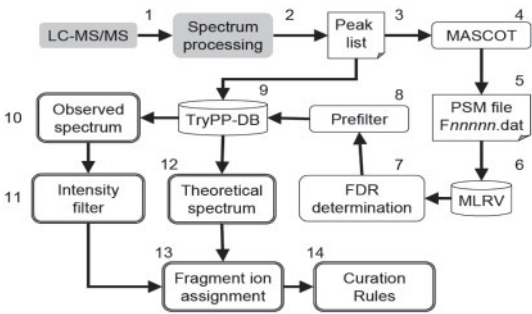 1
2
3
4
LC-MS/MS
Spectrum
processing
Peak
list
MASCOT
5
PSM file
Fnnnnn.dat
9
8
10
Observed
spectrum
TryPP-DB
Prefilter
12
7
6
11
Intensity
filter
Theoretical
spectrum
FDR
determination
MLRV
13
14
Fragment ion
assignment
Curation
Rules